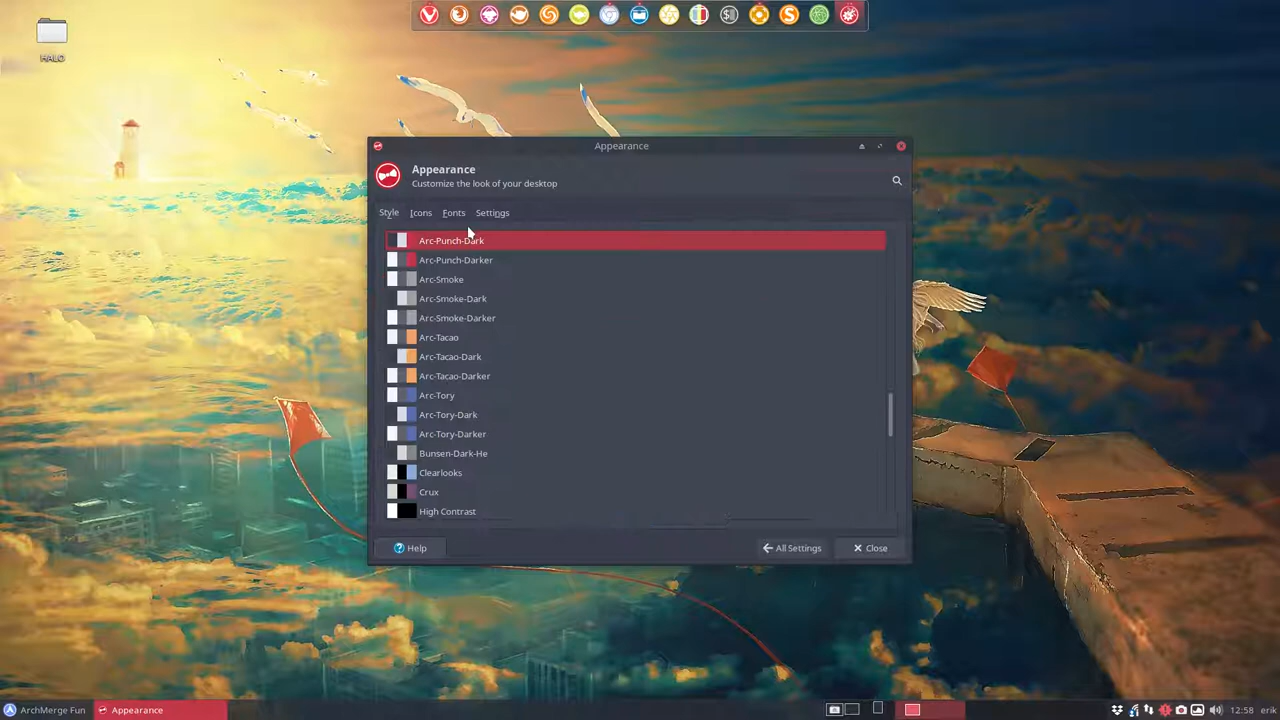 HALO
Appearance
Appearance
Customize the look of your desktop
Style Icons Fonts Settings
Arc-Punch-Dark
Arc-Punch-Darker
Arc-Smoke
Arc-Smoke-Dark
Arc-Smoke-Darker
Arc-Tacao
Arc-Tacao-Dark
Arc-Tacao-Darker
Arc-Tory
Arc-Tory-Dark
Arc-Tory-Darker
Bunsen-Dark-He
Clearlooks
Crux
High Contrast
Help All Settings Close
ArchMerge Fun Appearance 12:58 erik